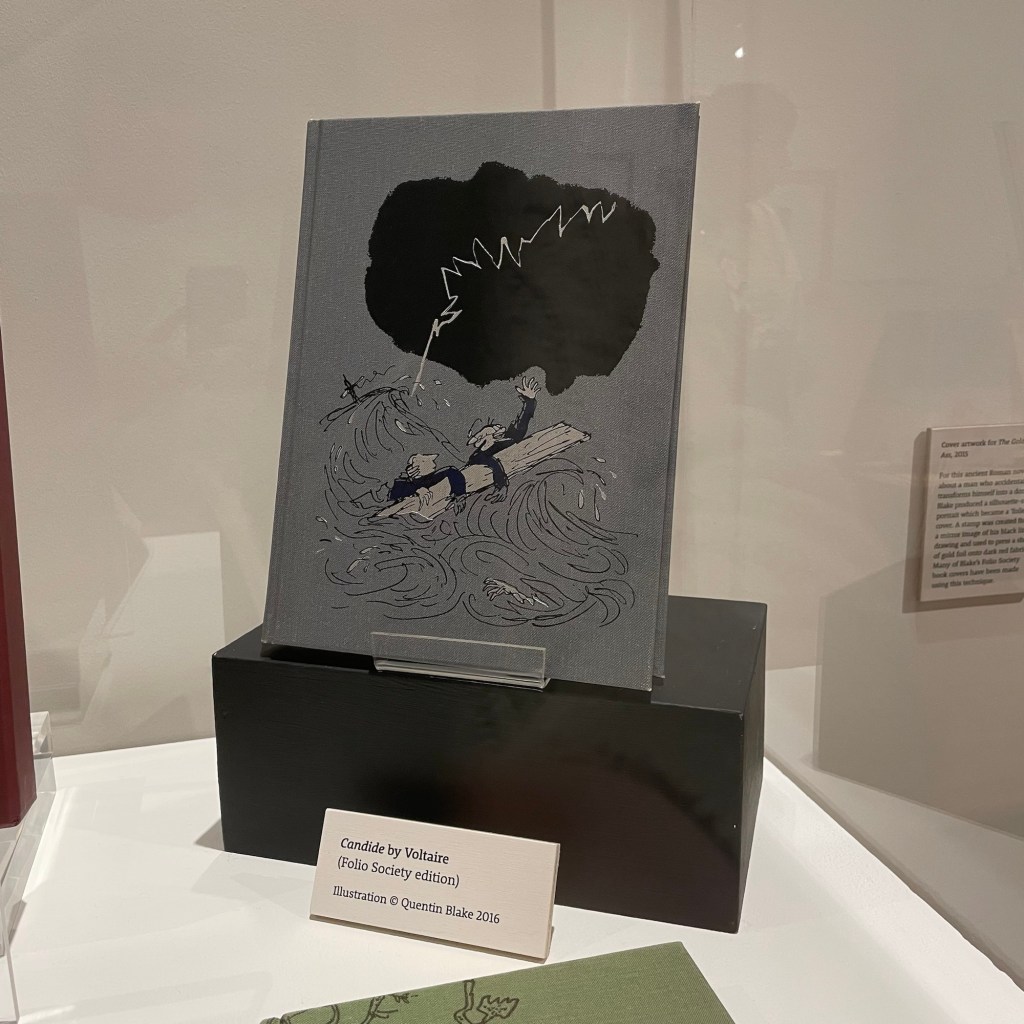 Candide by Voltaire
(Folio Society edition)
Illustration © Quentin Blake 2016
Cover artwork for The Gold
Ass, 2015
For this ancient Roman
about a man who accidenta
transforms himself into a
Blake produced a silhouette
portrait which became a
cover. A stamp was created
a mirror image of his black
drawing and used to press a
of gold foil onto dark red
Many of Blake's Folio Society
book covers have been made
using this technique.